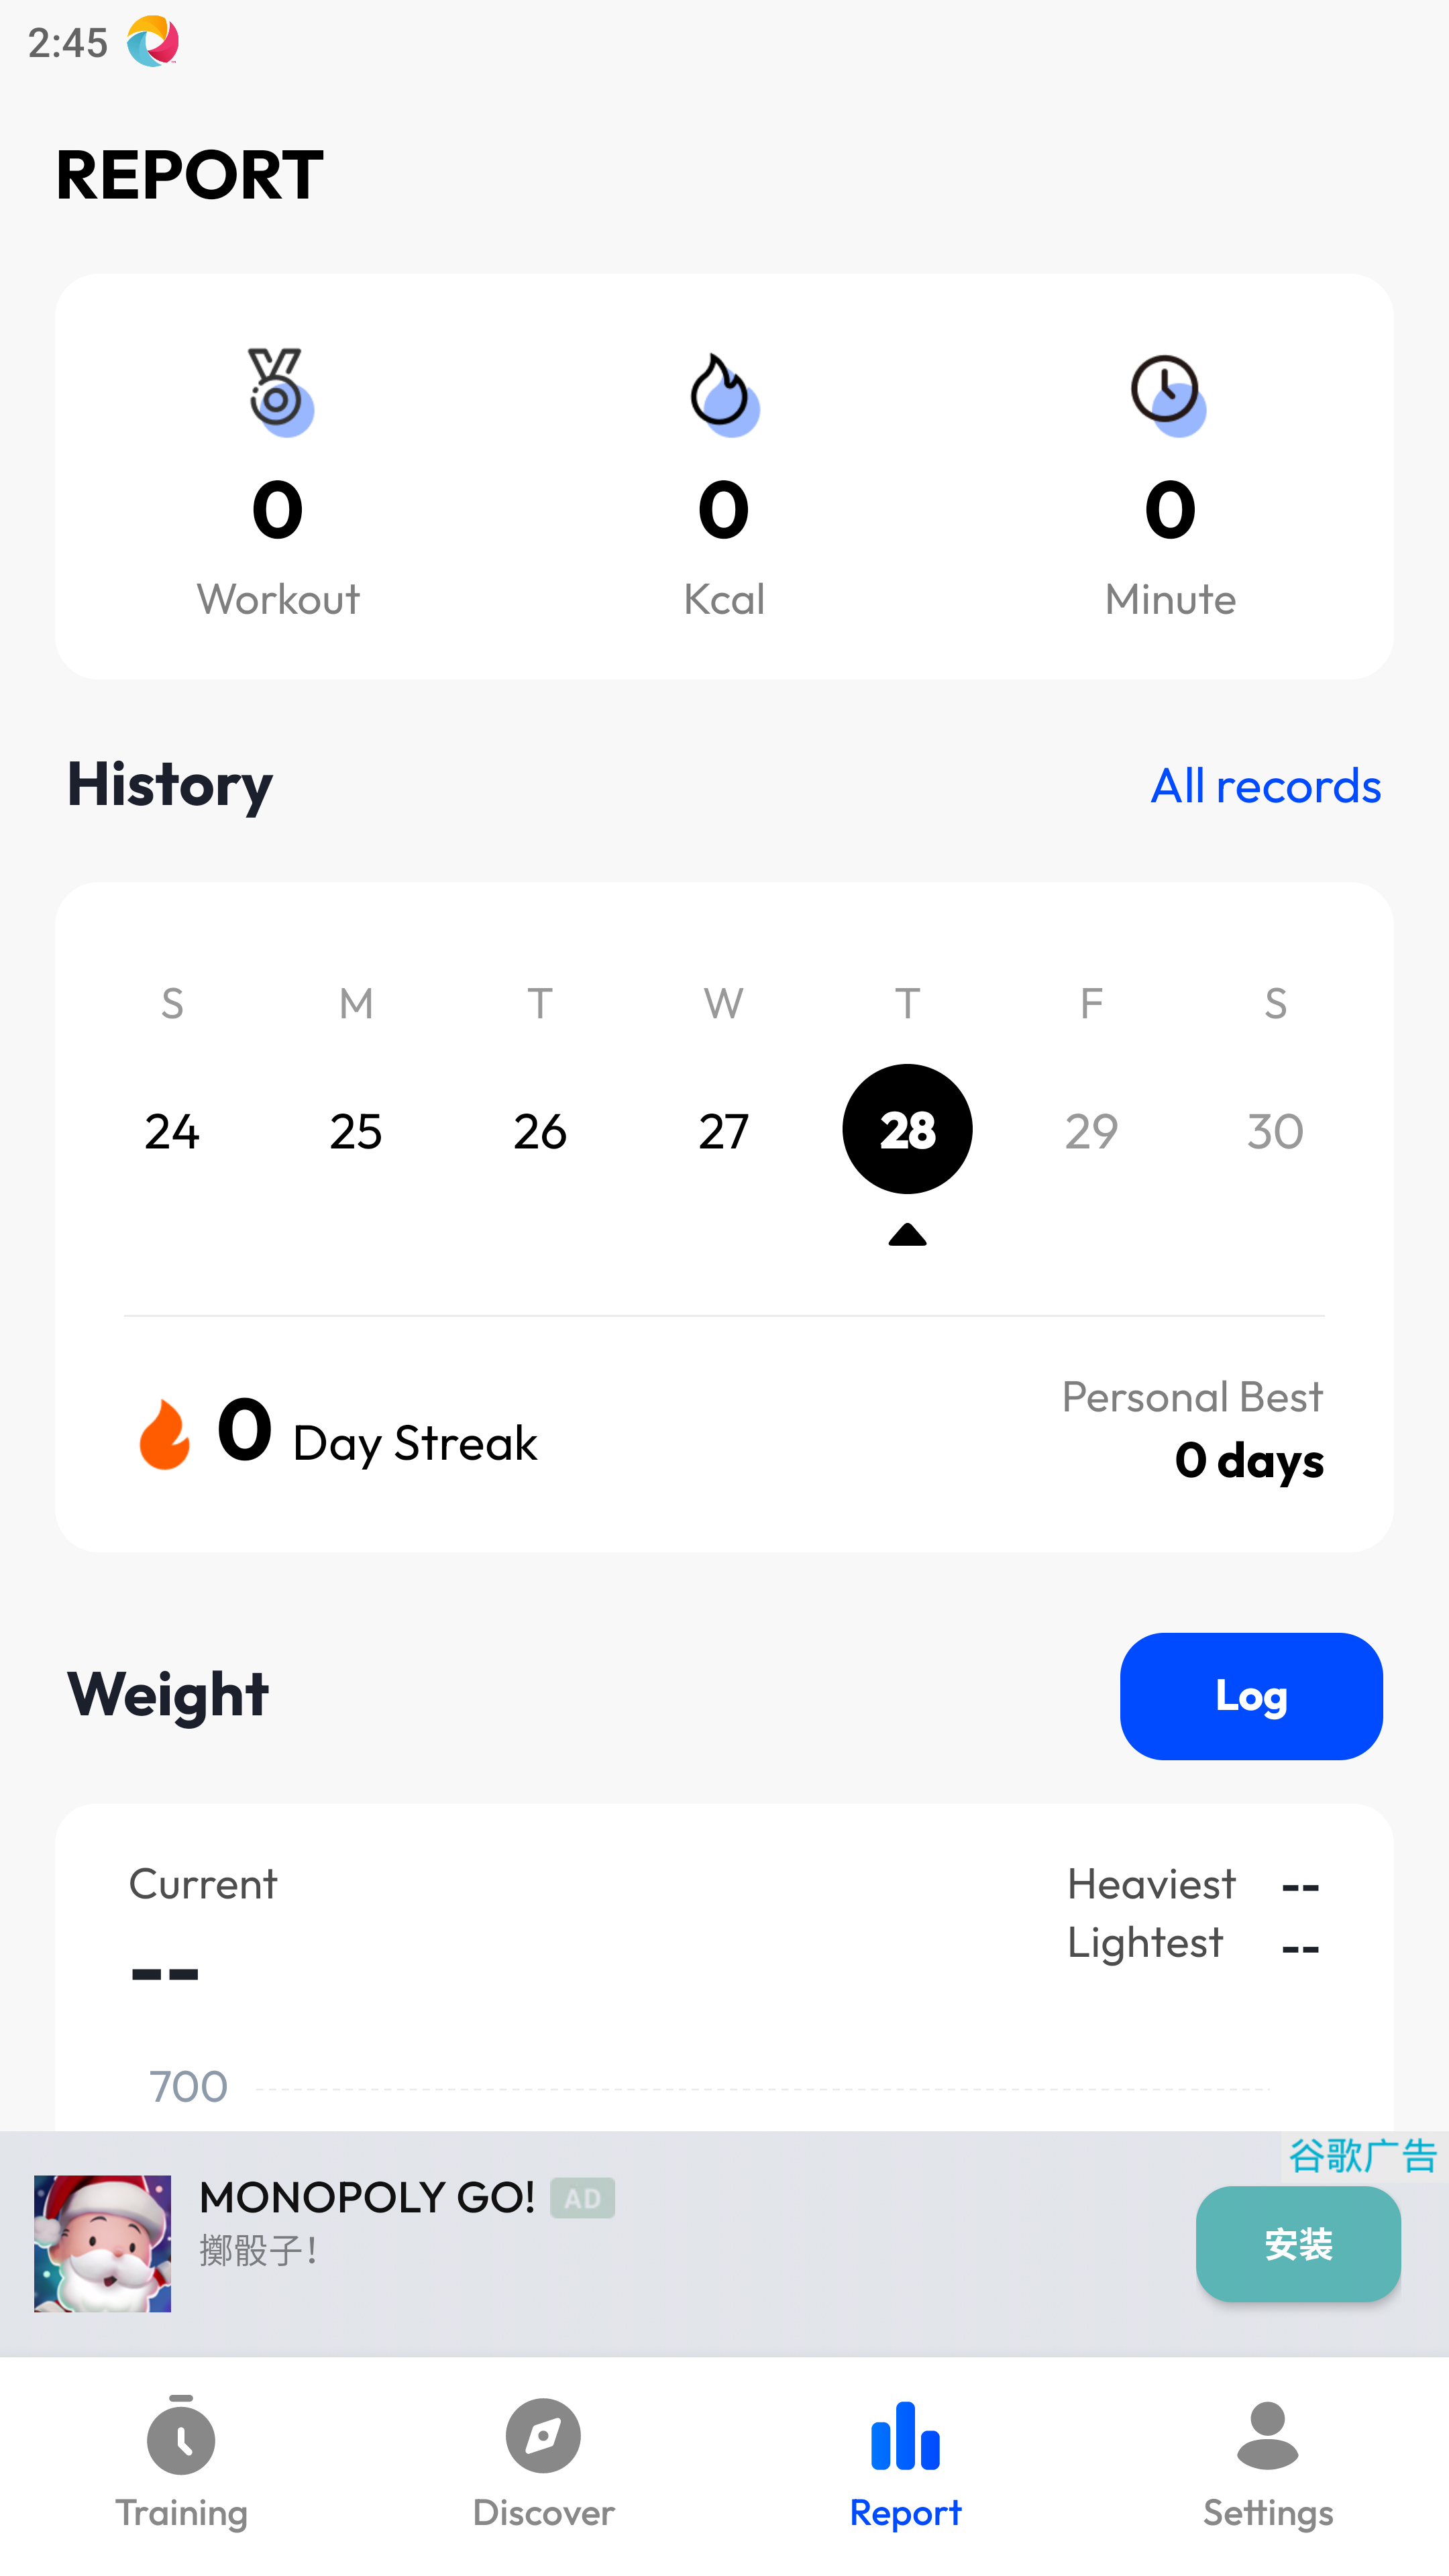 2:45
REPORT
0 0 0
Workout Kcal Minute
History All records
S M T W T F S
24 25 26 27 28 29 30
0 Day Streak
Personal Best
0 days
Weight Log
Current
--
Heaviest --
Lightest --
700
谷歌广告
MONOPOLY GO! AD
擲骰子!
安装
Training Discover Report Settings